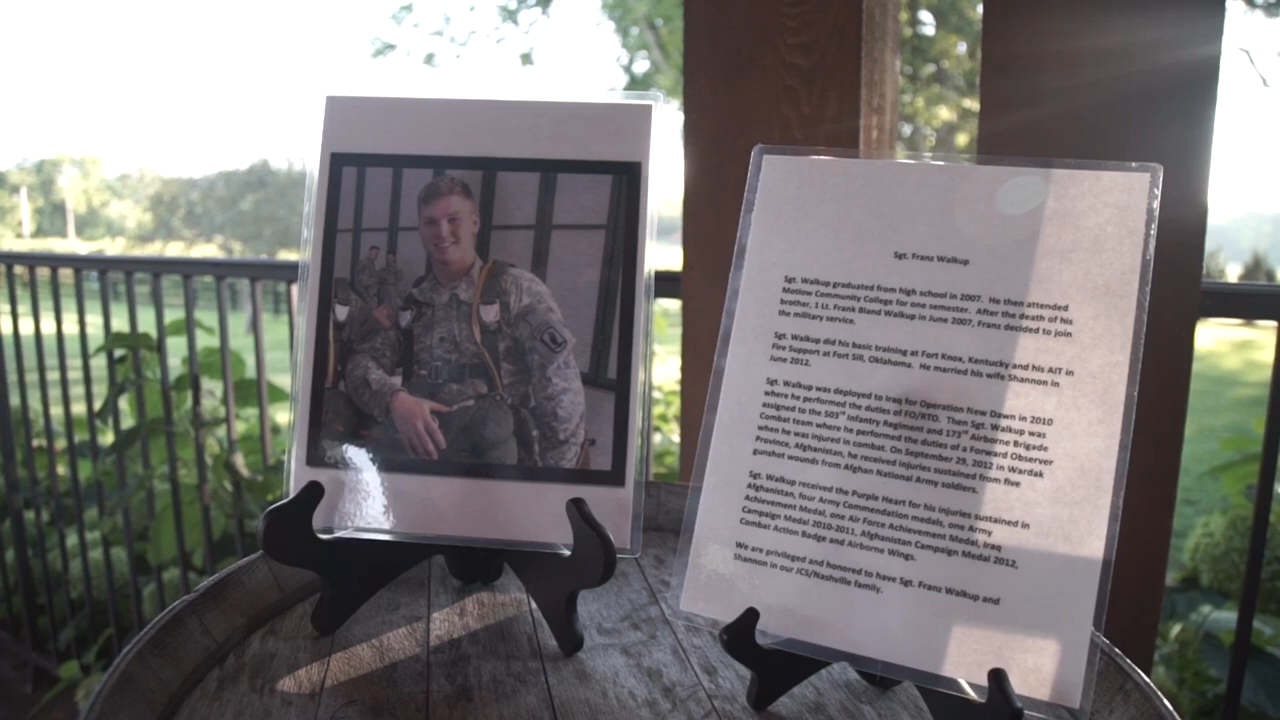 Sgt. Franz Walkup
Sgt. Walkup graduated from high school in 2007. He then attended
Motlow Community College for one semester. After the death of his
brother, 1 Lt. Frank Bland Walkup in June 2007, Franz decided to join
the military service.
Sgt. Walkup did his basic training at Fort Knox, Kentucky and his AIT in
Fire Support at Fort Sill, Oklahoma. He married his wife Shannon in
June 2012.
Sgt. Walkup was deployed to Iraq for Operation New Dawn in 2010
where he performed the duties of FO/RTO. Then Sgt. Walkup was
assigned to the 503rd Infantry Regiment and 173rd Airborne Brigade
Combat team where he performed the duties of a Forward Observer
when he was injured in combat. On September 29, 2012 in Wardak
Province, Afghanistan, he received injuries sustained from five
gunshot wounds from Afghan National Army soldiers.
Sgt. Walkup received the Purple Heart for his injuries sustained in
Afghanistan, four Army Commendation medals, one Army
Achievement Medal, one Air Force Achievement Medal, Iraq
Campaign Medal 2010-2011, Afghanistan Campaign Medal 2012,
Combat Action Badge and Airborne Wings.
We are privileged and honored to have Sgt. Franz Walkup and
Shannon in our JCS/Nashville family.